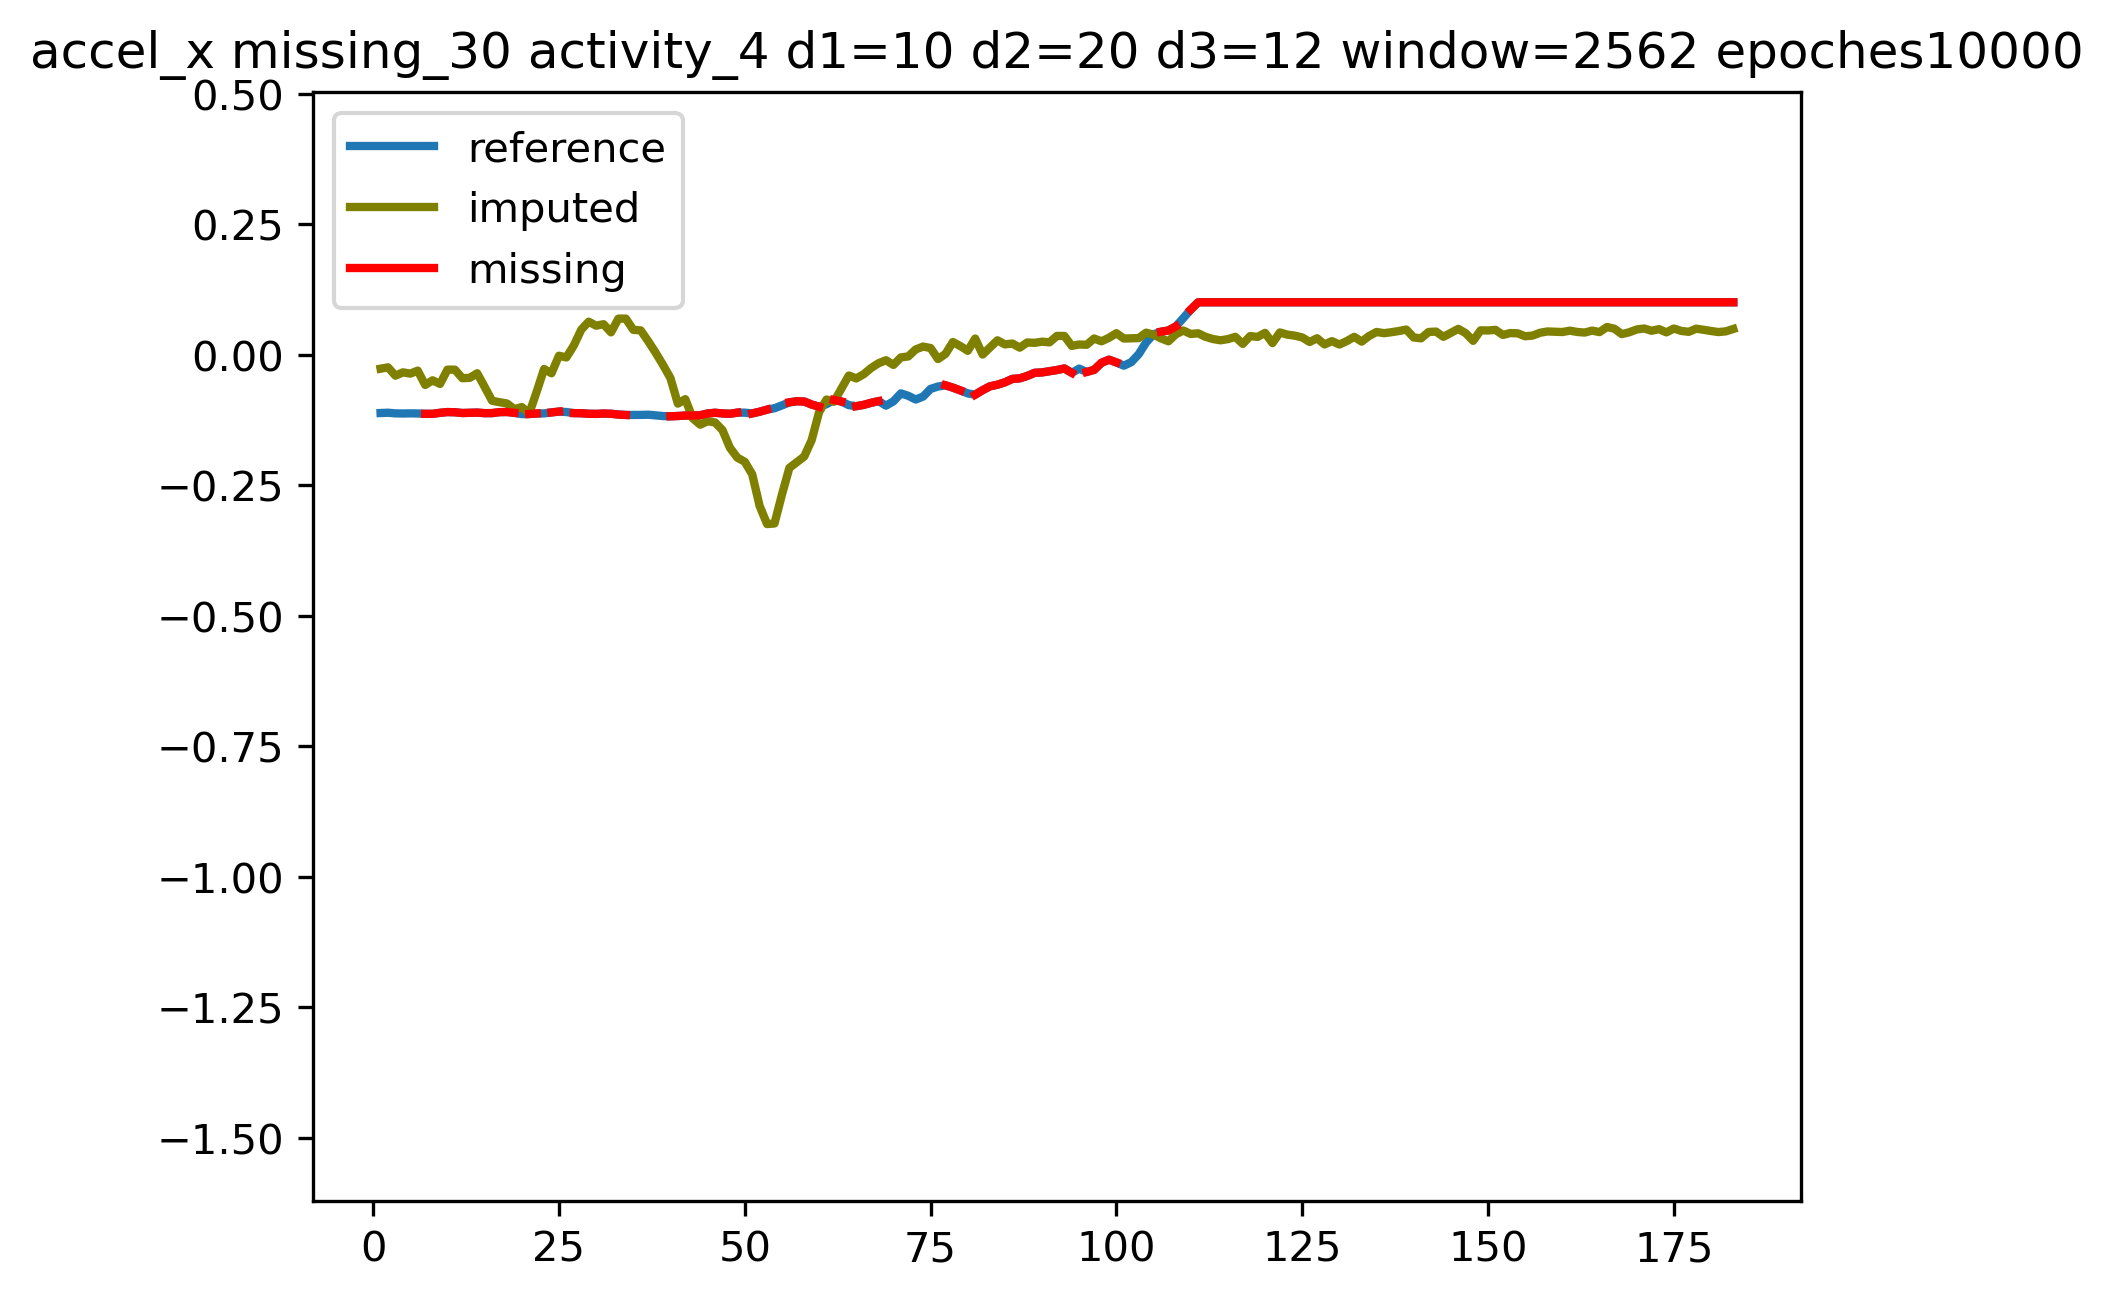 accel_x missing_30 activity_4 d1=10 d2=20 d3=12 window=2562 epoches10000
0.50
0.25
0.00
−0.25
−0.50
−0.75
−1.00
−1.25
−1.50
reference
imputed
missing
0 25 50 75 100 125 150 175